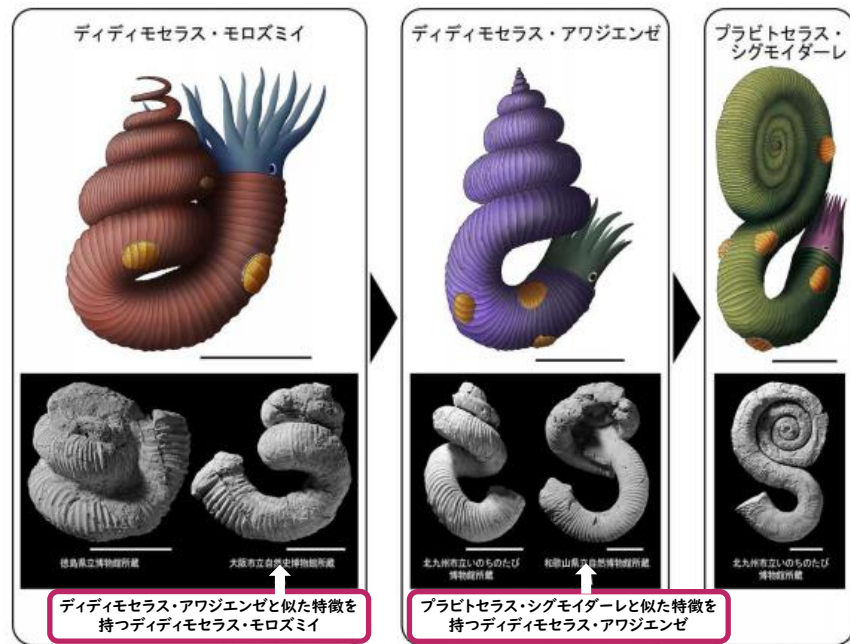 ディディモセラス・モロズミイ
ディディモセラス・アワジエンゼ
プラビトセラス・
シグモイダーレ
徳島県立博物館所蔵
大阪市立自然史博物館所蔵
北九州市立いのちのたび
博物館所蔵
和歌山県立自然博物館所蔵
北九州市立いのちのたび
博物館所蔵
ディディモセラス・アワジエンゼと似た特徴を
持つディディモセラス・モロズミイ
プラビトセラス・シグモイダーレと似た特徴を
持つディディモセラス・アワジエンゼ